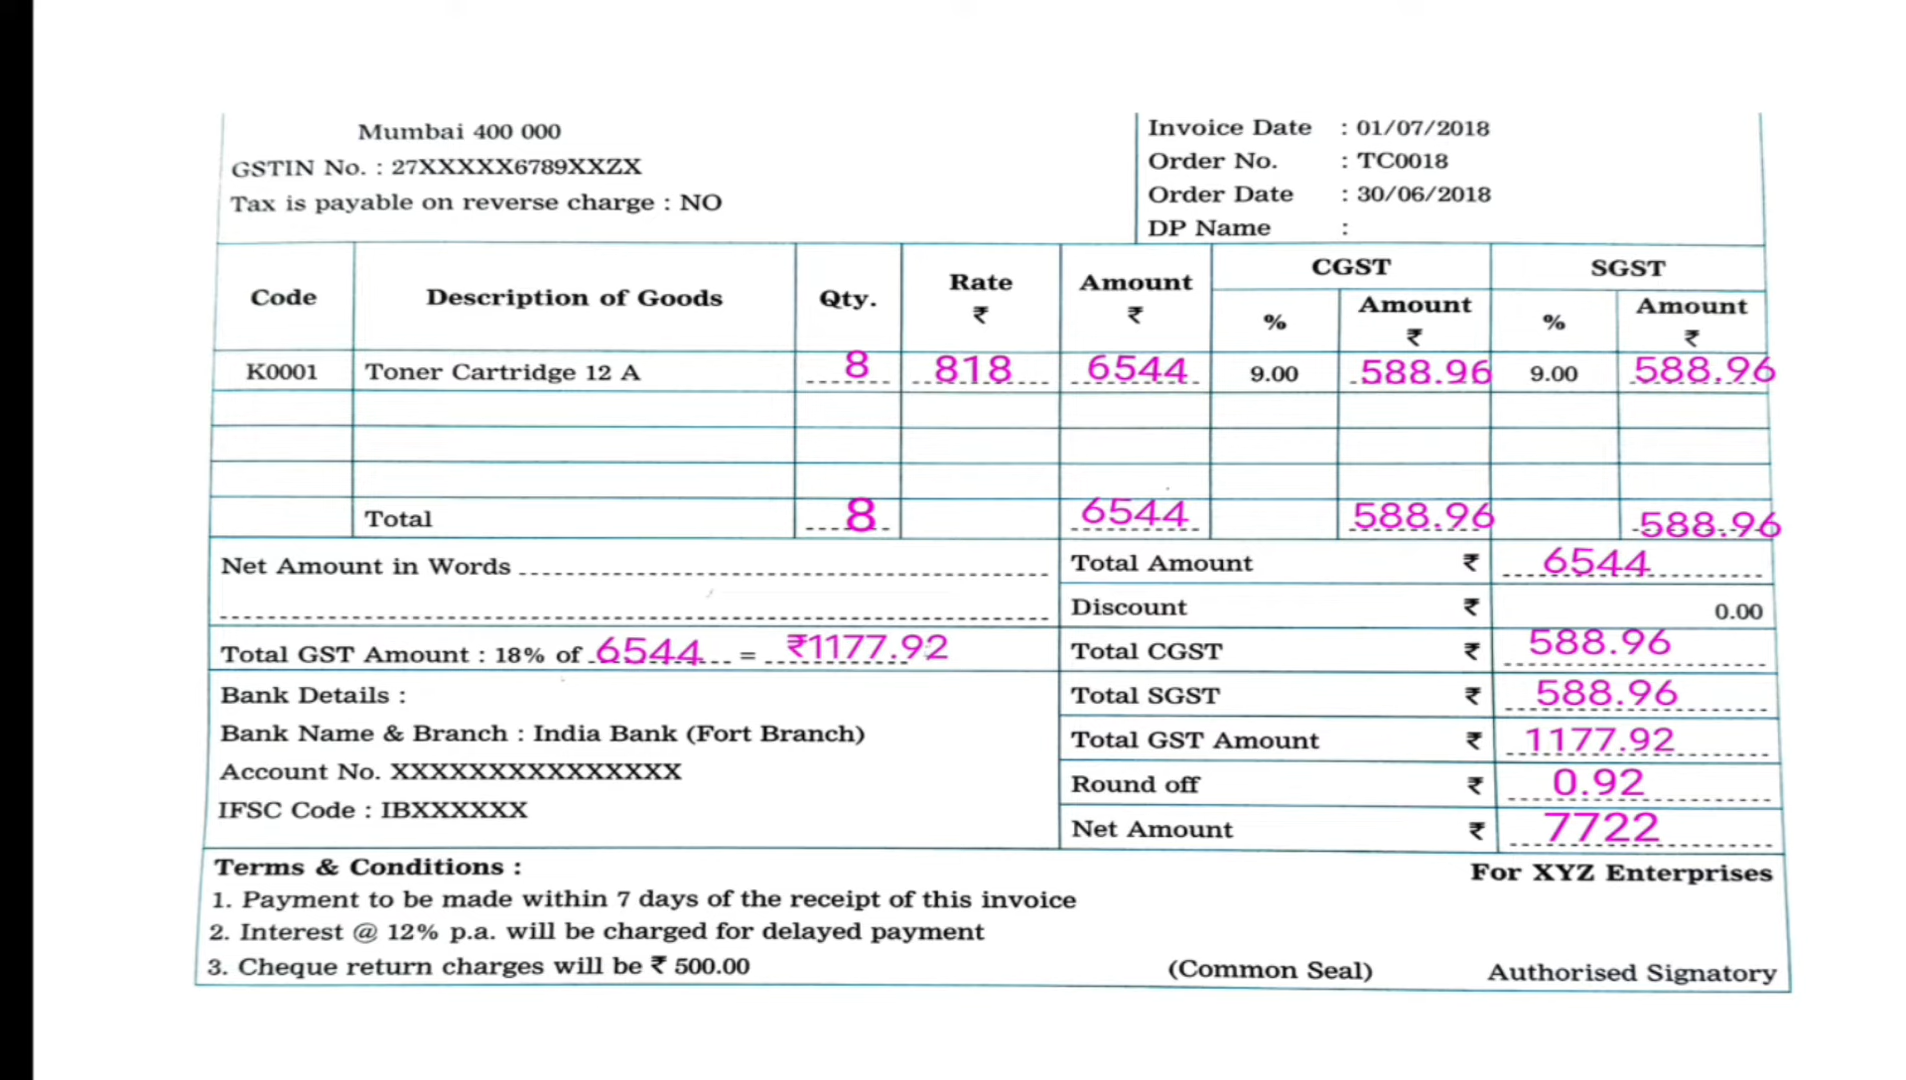 Mumbai 400 000
GSTIN No. : 27XXXXX6789XXZX
Tax is payable on reverse charge : NO
Invoice Date : 01/07/2018
Order No. : TC0018
Order Date : 30/06/2018
DP Name :
Code Description of Goods Qty. Rate ₹ Amount ₹ CGST SGST
% Amount ₹ % Amount ₹
K0001 Toner Cartridge 12 A 8 818 6544 9.00 588.96 9.00 588.96
Total 8 6544 588.96 588.96
Net Amount in Words
Total GST Amount : 18% of 6544 = ₹1177.92
Bank Details :
Bank Name & Branch : India Bank (Fort Branch)
Account No. XXXXXXXXXXXXXXX
IFSC Code : IBXXXXXX
Total Amount ₹ 6544
Discount ₹ 0.00
Total CGST ₹ 588.96
Total SGST ₹ 588.96
Total GST Amount ₹ 1177.92
Round off ₹ 0.92
Net Amount ₹ 7722
Terms & Conditions :
1. Payment to be made within 7 days of the receipt of this invoice
2. Interest @ 12% p.a. will be charged for delayed payment
3. Cheque return charges will be ₹ 500.00
For XYZ Enterprises
(Common Seal) Authorised Signatory